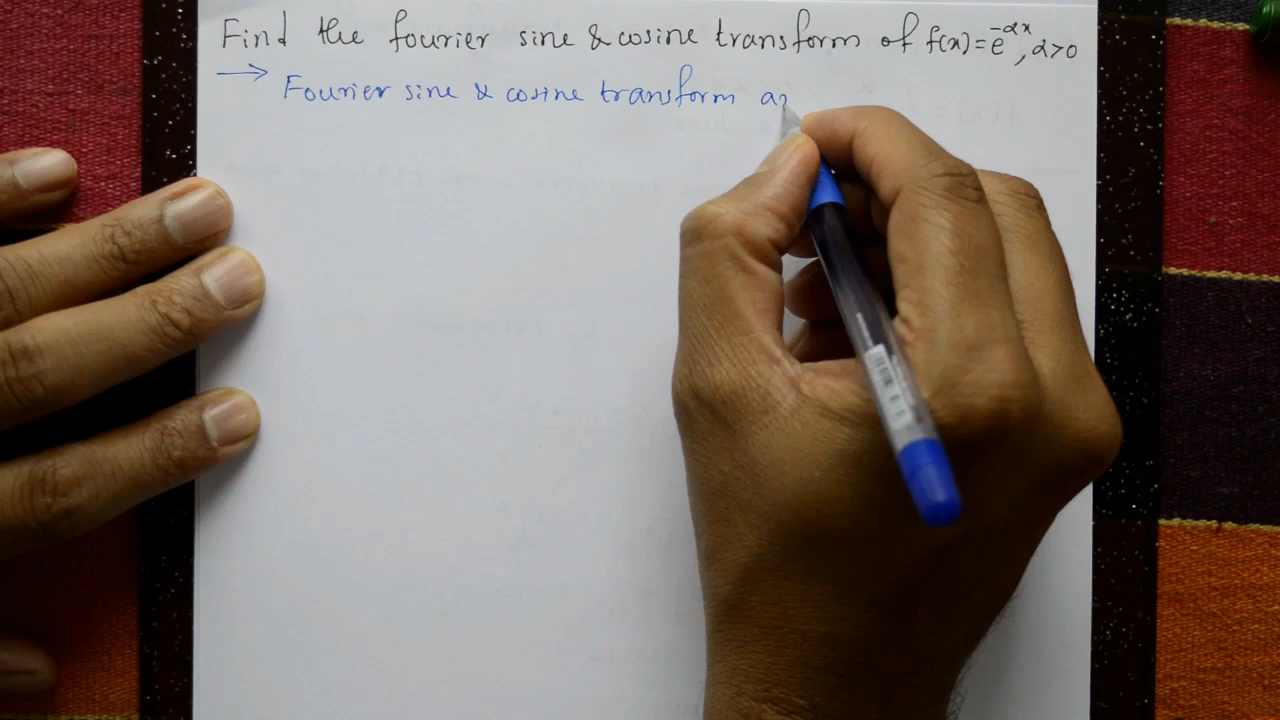 Find the fourier sine & cosine transform of f(x)=e^-αx, α>0
→ Fourier sine & cosine transform